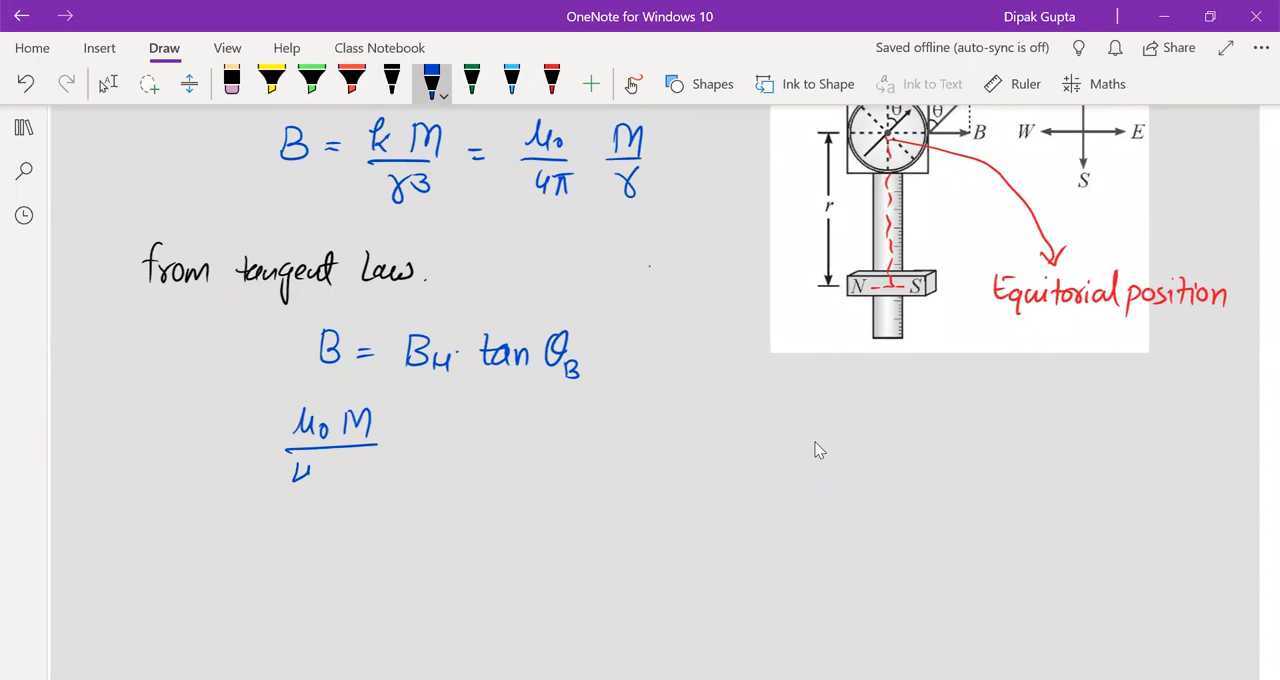 OneNote for Windows 10
Dipak Gupta
Home Insert Draw View Help Class Notebook
Saved offline (auto-sync is off) Share
Shapes Ink to Shape Ink to Text Ruler Maths
B = k M / r3 = μ0 / 4π M / r
θ θ B
W E
S
r
from tangent Law.
N S
Equitorial position
B = BH . tan θB
μ0 M